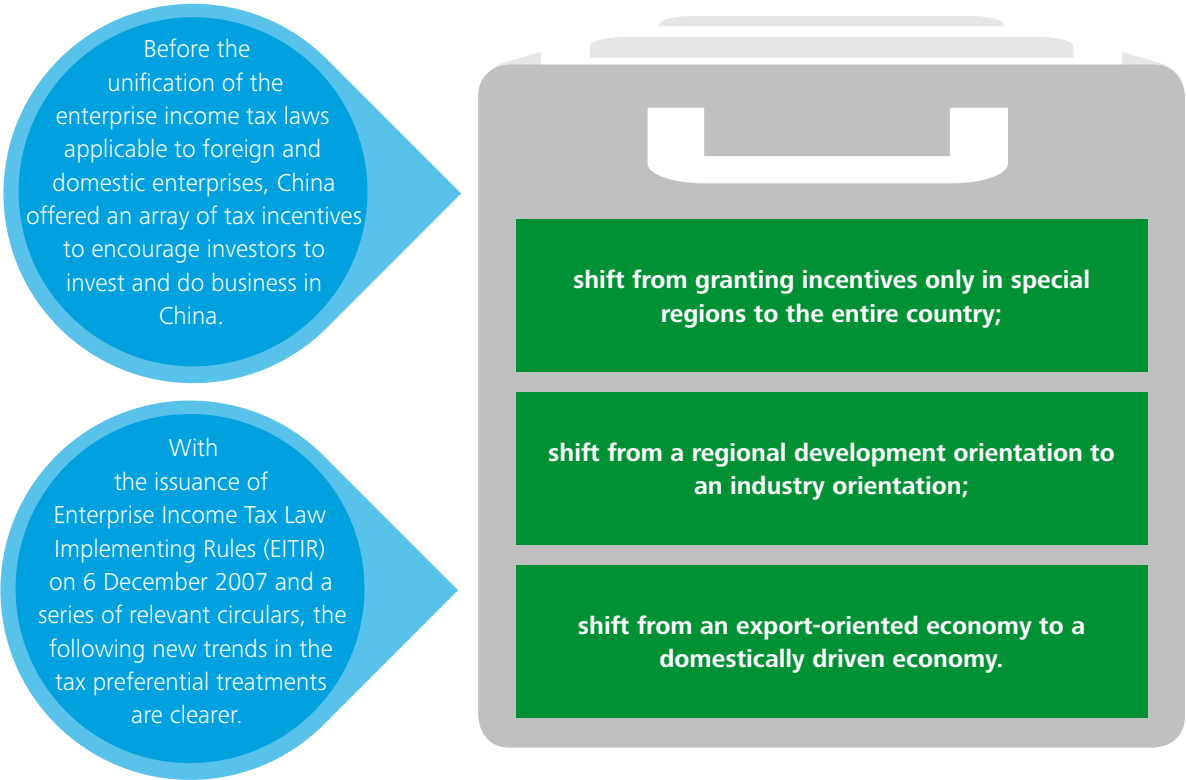 Before the
unification of the
enterprise income tax laws
applicable to foreign and
domestic enterprises, China
offered an array of tax incentives
to encourage investors to
invest and do business in
China.
With
the issuance of
Enterprise Income Tax Law
Implementing Rules (EITIR)
on 6 December 2007 and a
series of relevant circulars, the
following new trends in the
tax preferential treatments
are clearer.
shift from granting incentives only in special
regions to the entire country;
shift from a regional development orientation to
an industry orientation;
shift from an export-oriented economy to a
domestically driven economy.